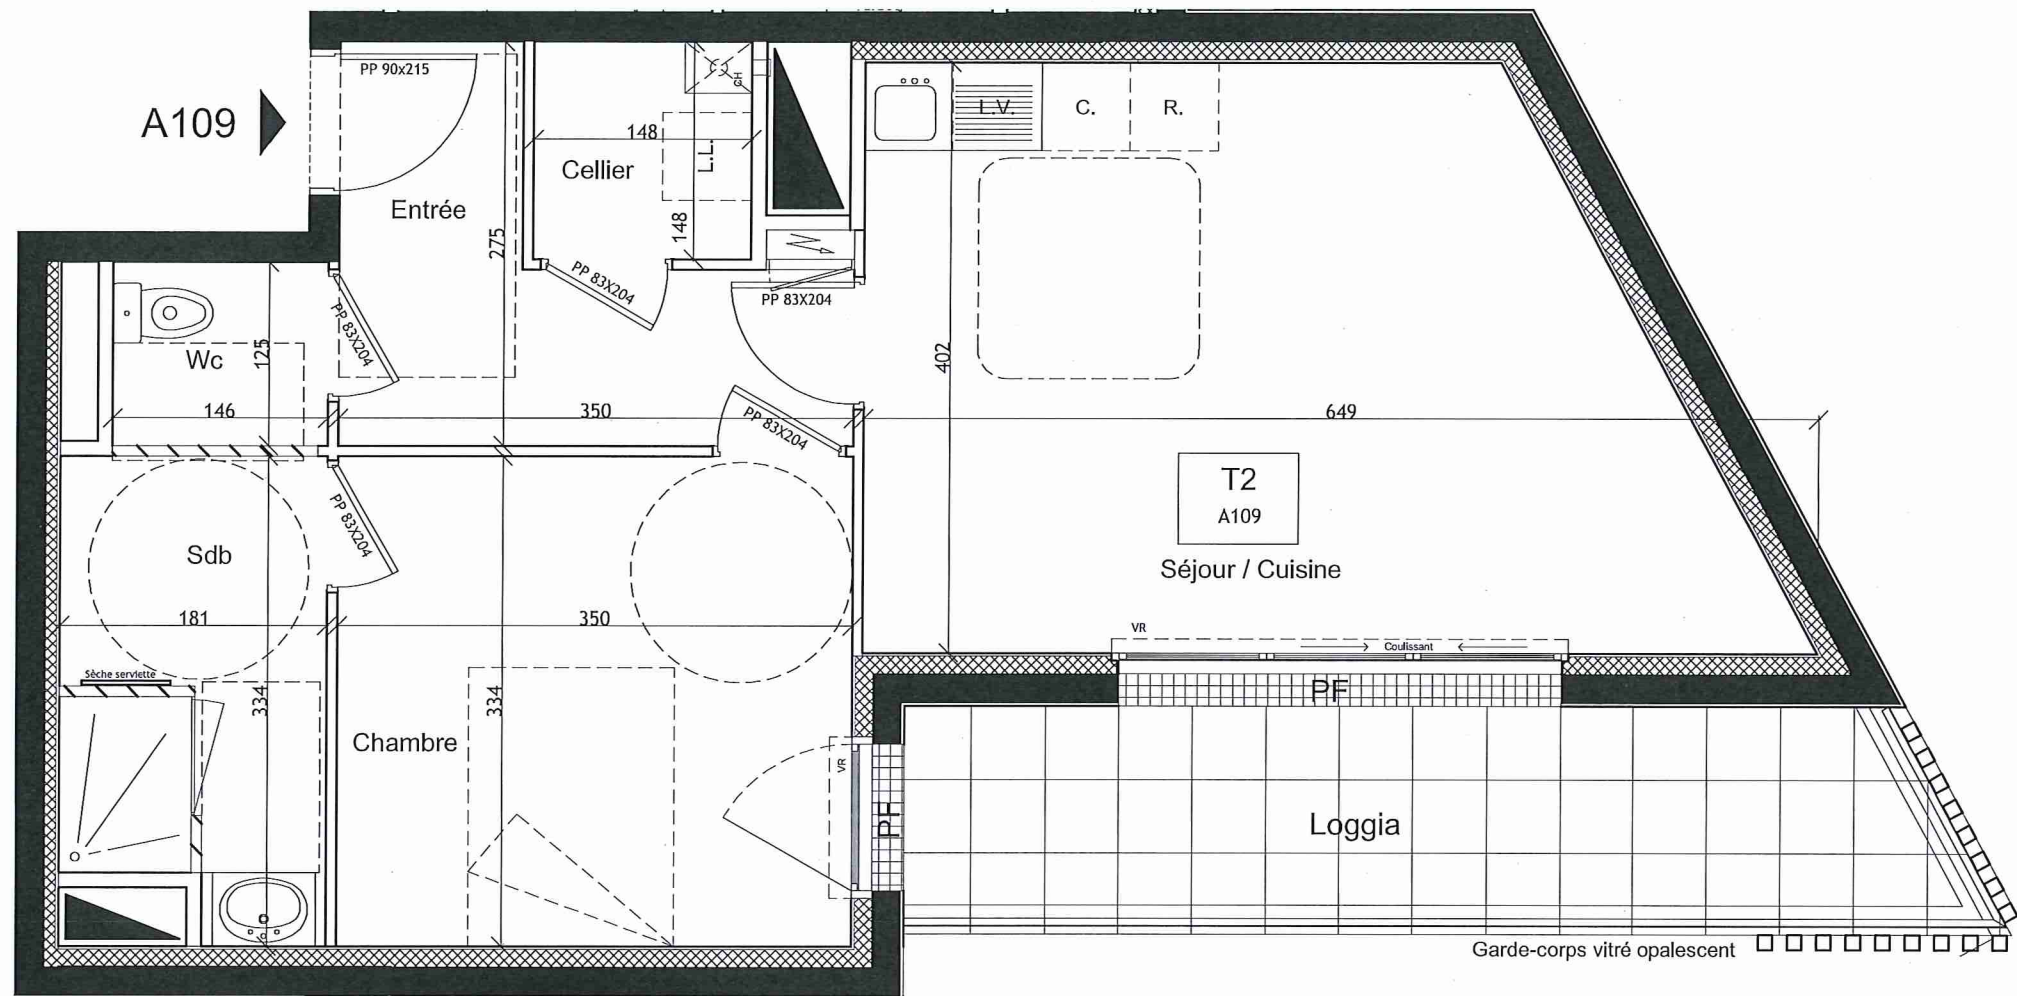 PP 90x215
A109
CH
L.V.
C.
R.
148
L.L.
Cellier
Entrée
148
275
PP 83X204
PP 83X204
PP 83X204
Wc
125
402
146
350
649
PP 83X204
T2
A109
PP 83X204
Sdb
Séjour / Cuisine
181
350
VR
Coulissant
Sèche serviette
334
334
PF
Chambre
VR
PF
Loggia
Garde-corps vitré opalescent